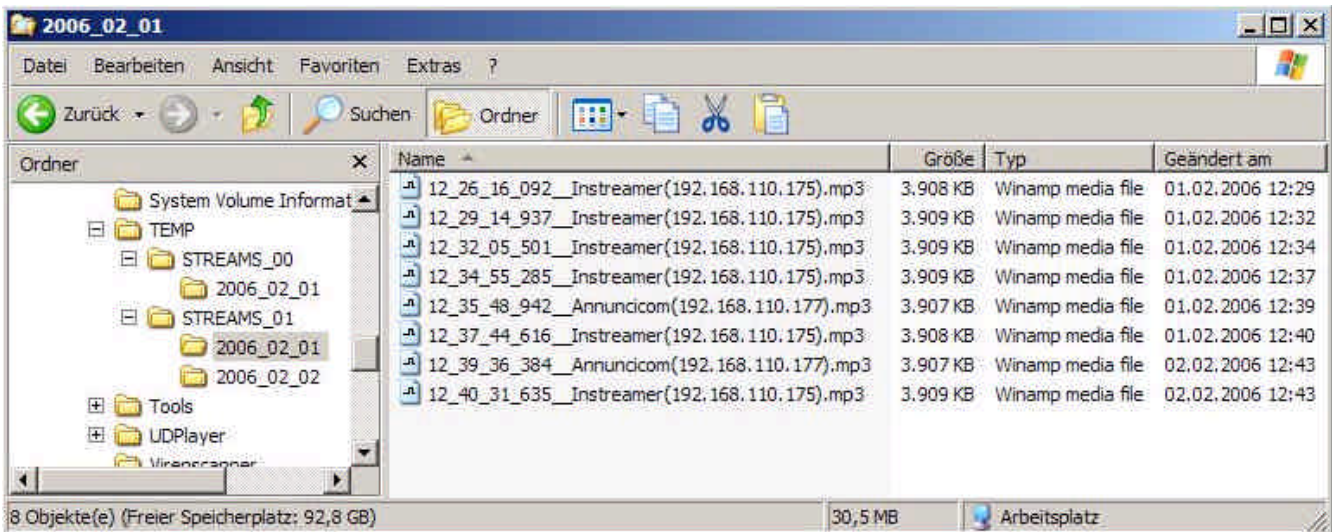 2006_02_01
Datei Bearbeiten Ansicht Favoriten Extras ?
Zurück Suchen Ordner
Ordner
System Volume Informat
TEMP
STREAMS_00
2006_02_01
STREAMS_01
2006_02_01
2006_02_02
Tools
UDPlayer
Virenscanner
Name Größe Typ Geändert am
12_26_16_092__Instreamer(192.168.110.175).mp3 3.908 KB Winamp media file 01.02.2006 12:29
12_29_14_937__Instreamer(192.168.110.175).mp3 3.909 KB Winamp media file 01.02.2006 12:32
12_32_05_501__Instreamer(192.168.110.175).mp3 3.909 KB Winamp media file 01.02.2006 12:34
12_34_55_285__Instreamer(192.168.110.175).mp3 3.909 KB Winamp media file 01.02.2006 12:37
12_35_48_942__Annuncicom(192.168.110.177).mp3 3.907 KB Winamp media file 01.02.2006 12:39
12_37_44_616__Instreamer(192.168.110.175).mp3 3.908 KB Winamp media file 01.02.2006 12:40
12_39_36_384__Annuncicom(192.168.110.177).mp3 3.907 KB Winamp media file 02.02.2006 12:43
12_40_31_635__Instreamer(192.168.110.175).mp3 3.909 KB Winamp media file 02.02.2006 12:43
8 Objekte(e) (Freier Speicherplatz: 92,8 GB) 30,5 MB Arbeitsplatz